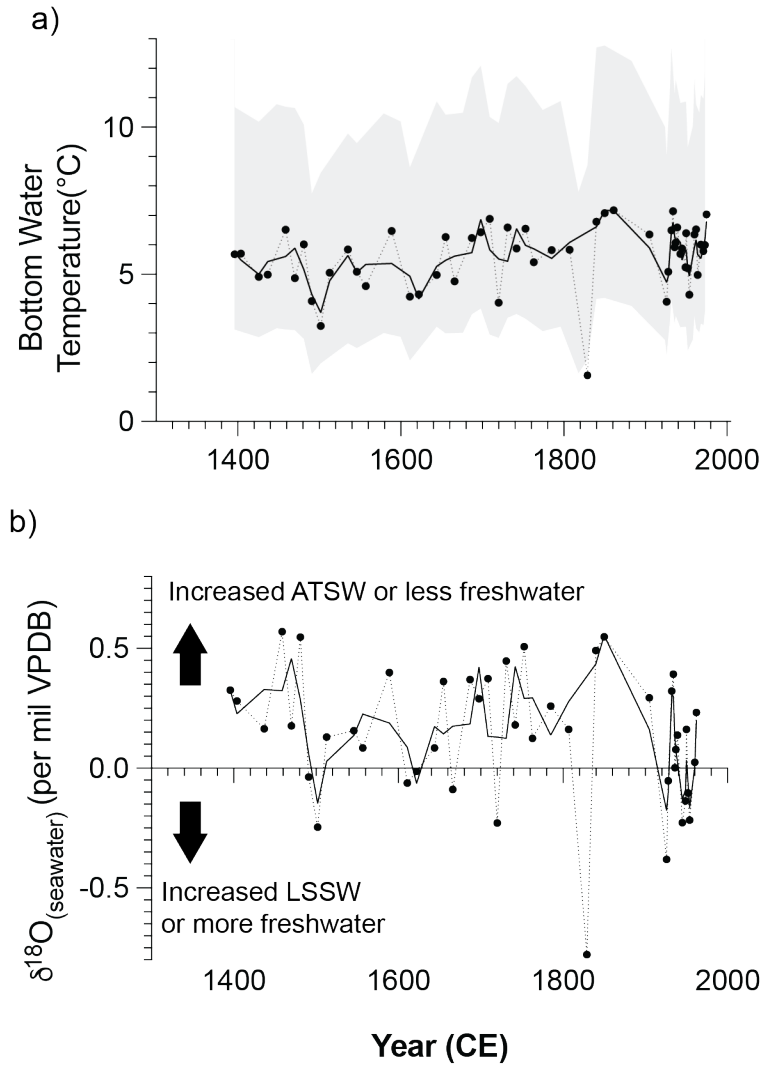 a)
10
5
0
Bottom Water
Temperature(°C)
1400 1600 1800 2000
b)
Increased ATSW or less freshwater
0.5
0.0
-0.5
δ18O(seawater) (per mil VPDB)
Increased LSSW
or more freshwater
1400 1600 1800 2000
Year (CE)